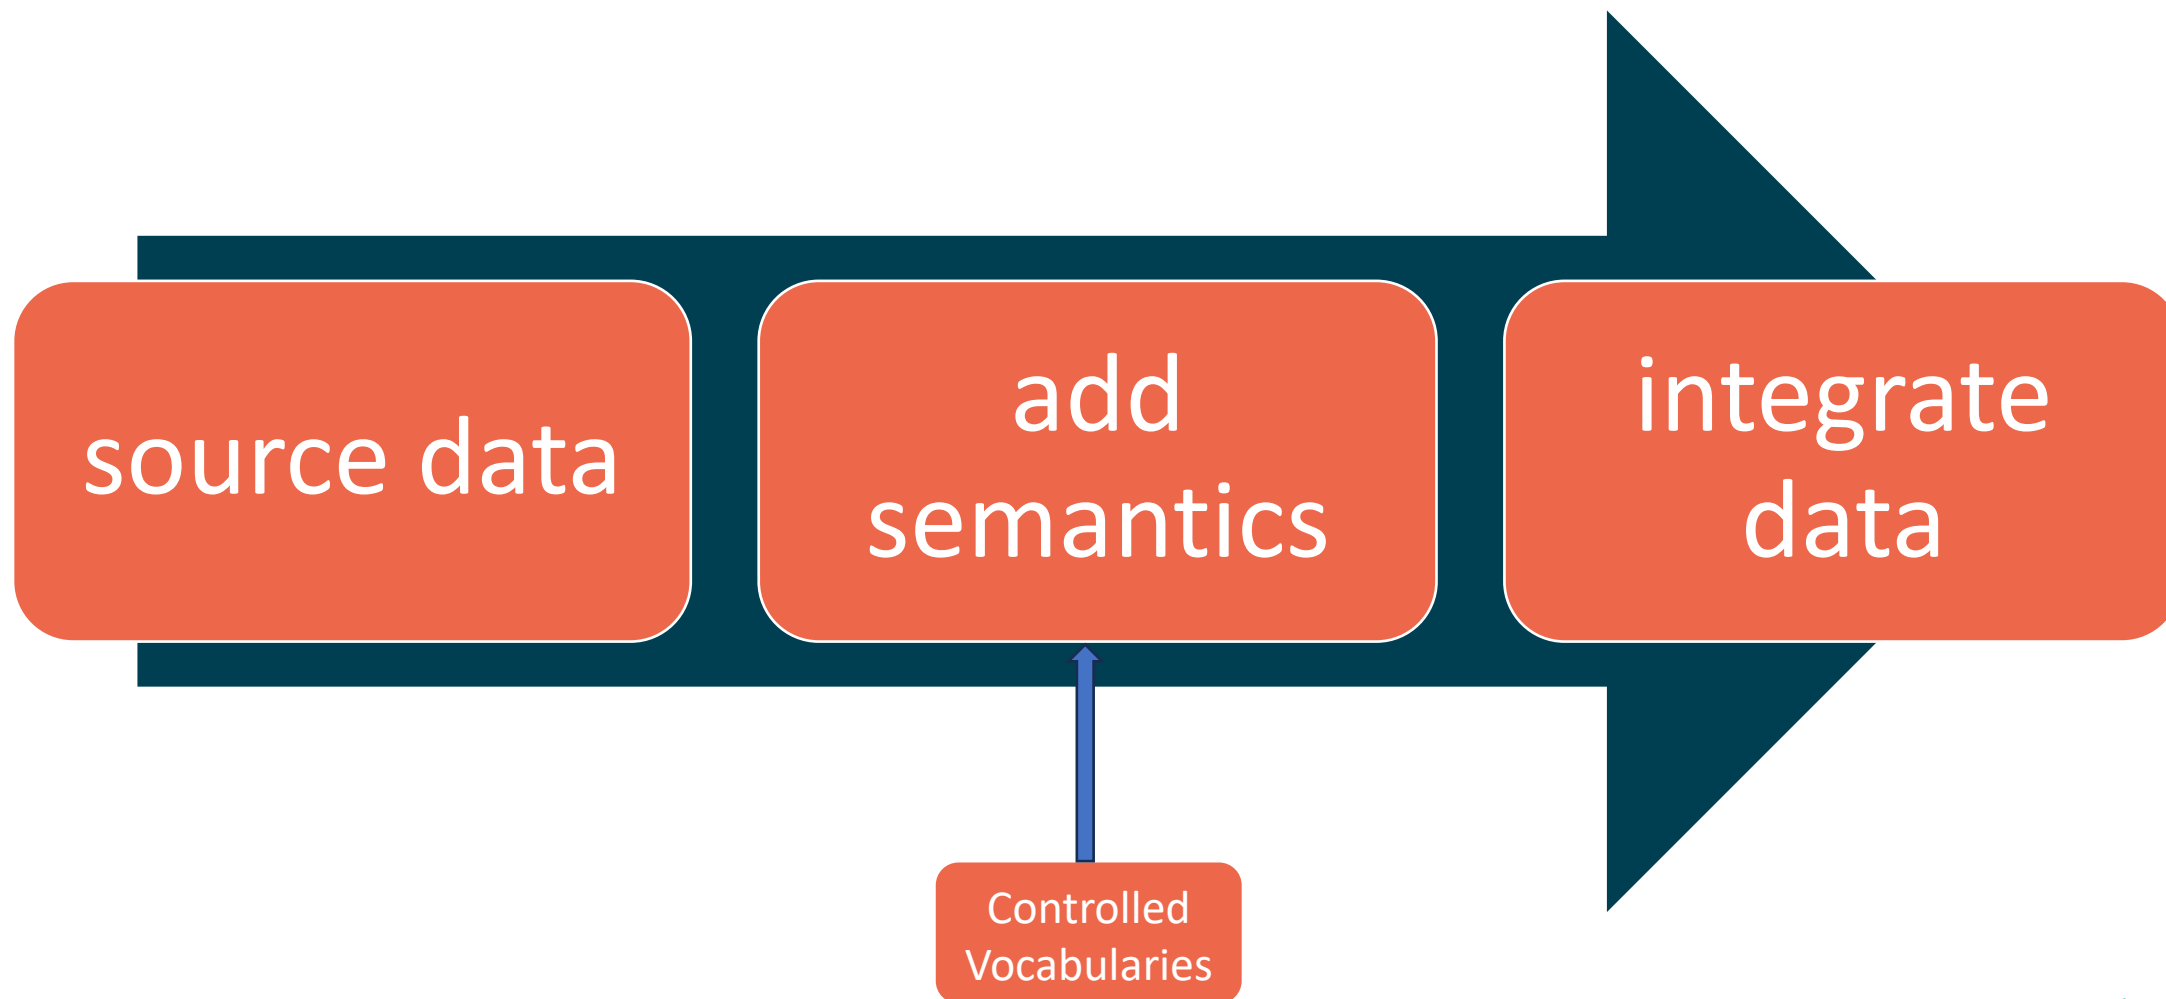 source data
add
semantics
integrate
data
Controlled
Vocabularies